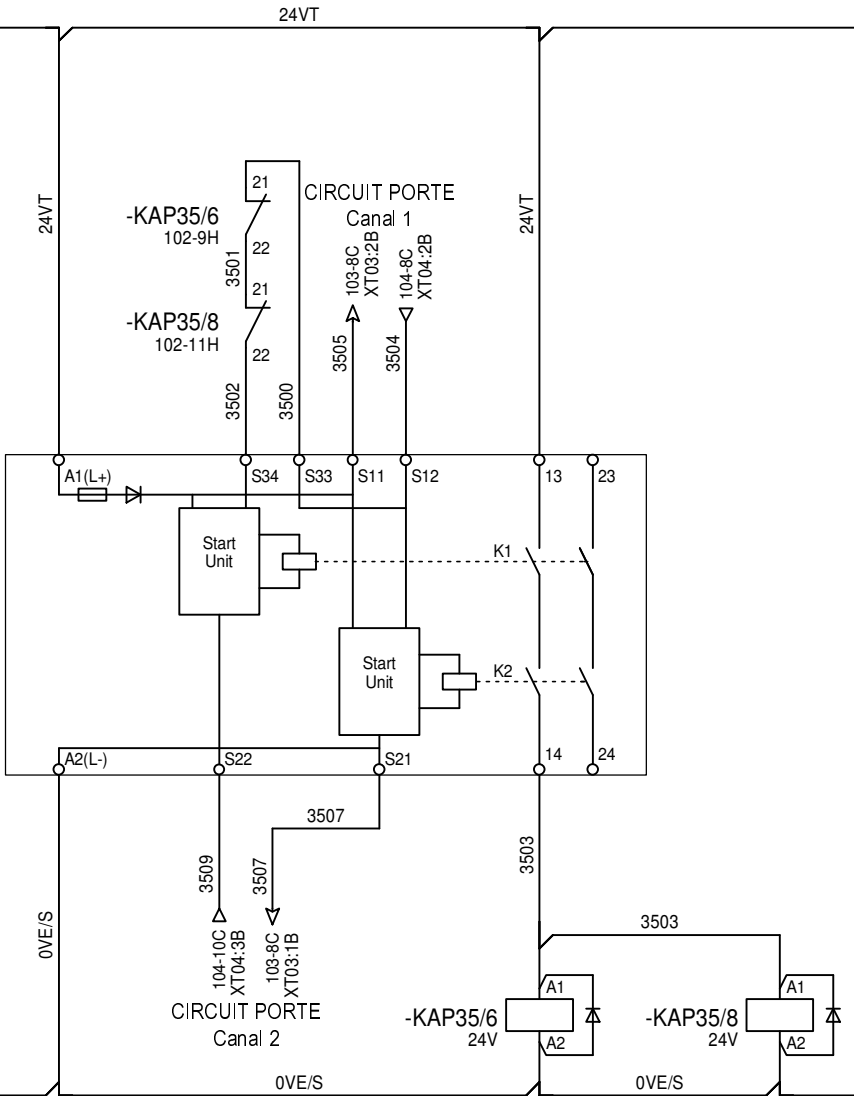 24VT
24VT
24VT
21
-KAP35/6
102-9H
22
3501
21
-KAP35/8
102-11H
22
CIRCUIT PORTE
Canal 1
103-8C
XT03:2B
104-8C
XT04:2B
3502
3500
3505
3504
A1(L+)
S34
S33
S11
S12
13
23
Start
Unit
K1
Start
Unit
K2
A2(L-)
S22
S21
14
24
3507
3509
3507
3503
0VE/S
104-10C
XT04:3B
103-8C
XT03:1B
CIRCUIT PORTE
Canal 2
3503
A1
-KAP35/6
24V
A2
A1
-KAP35/8
24V
A2
0VE/S
0VE/S